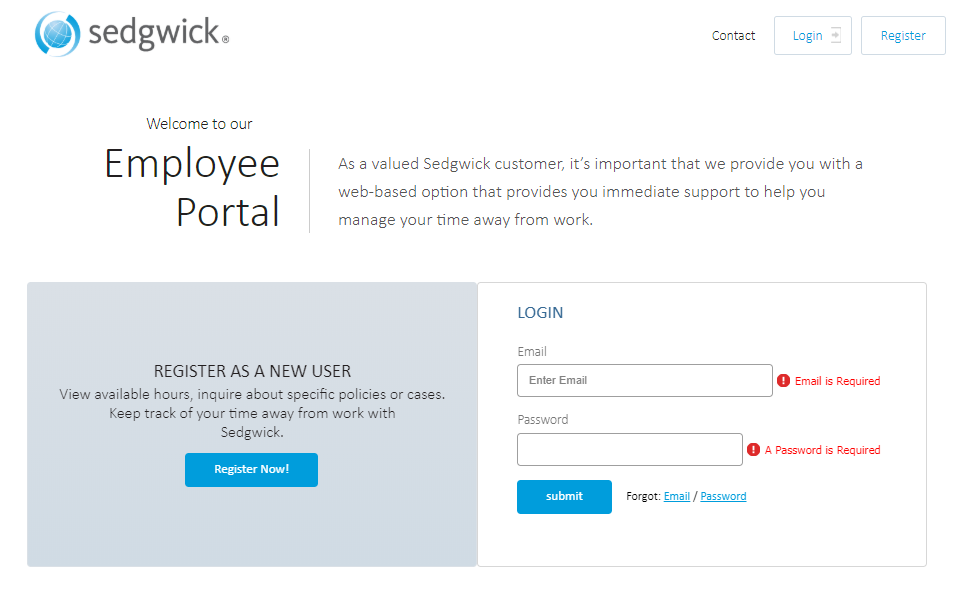 sedgwick®
Contact
Login
Register
Welcome to our
Employee
Portal
As a valued Sedgwick customer, it’s important that we provide you with a
web-based option that provides you immediate support to help you
manage your time away from work.
REGISTER AS A NEW USER
View available hours, inquire about specific policies or cases.
Keep track of your time away from work with
Sedgwick.
Register Now!
LOGIN
Email
Enter Email
! Email is Required
Password
! A Password is Required
submit
Forgot: Email / Password